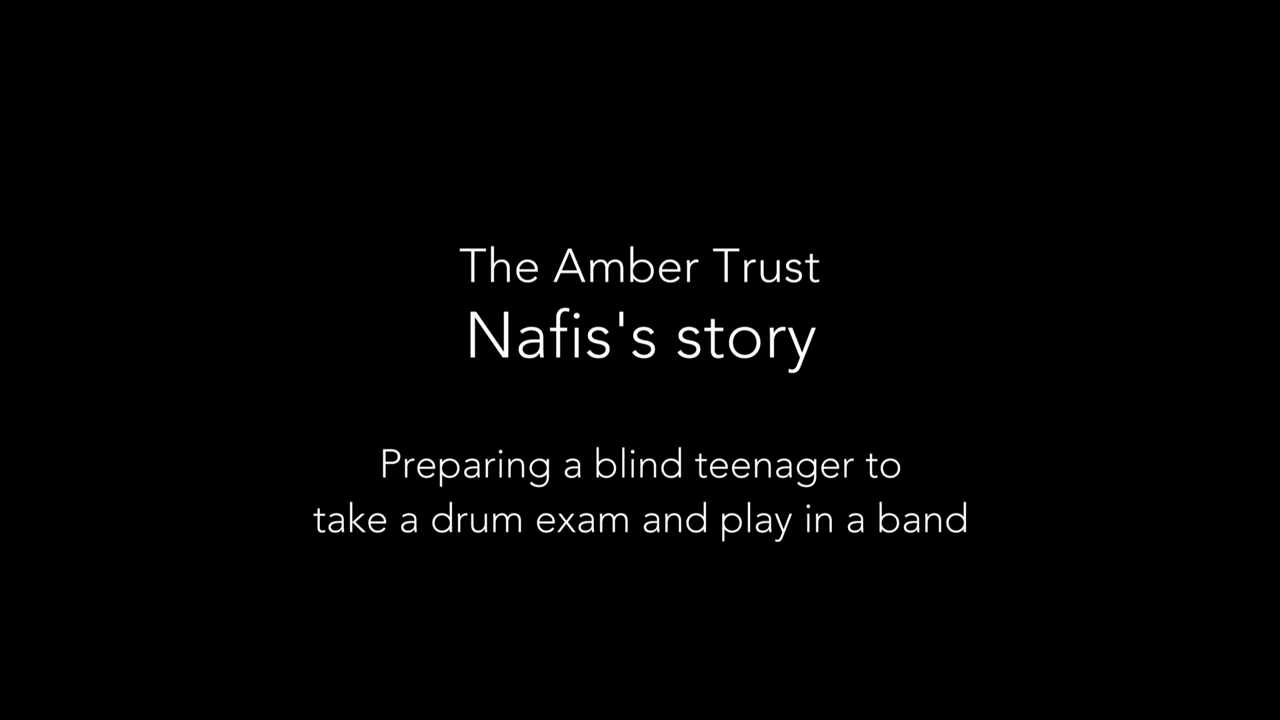 The Amber Trust
Nafis's story
Preparing a blind teenager to
take a drum exam and play in a band